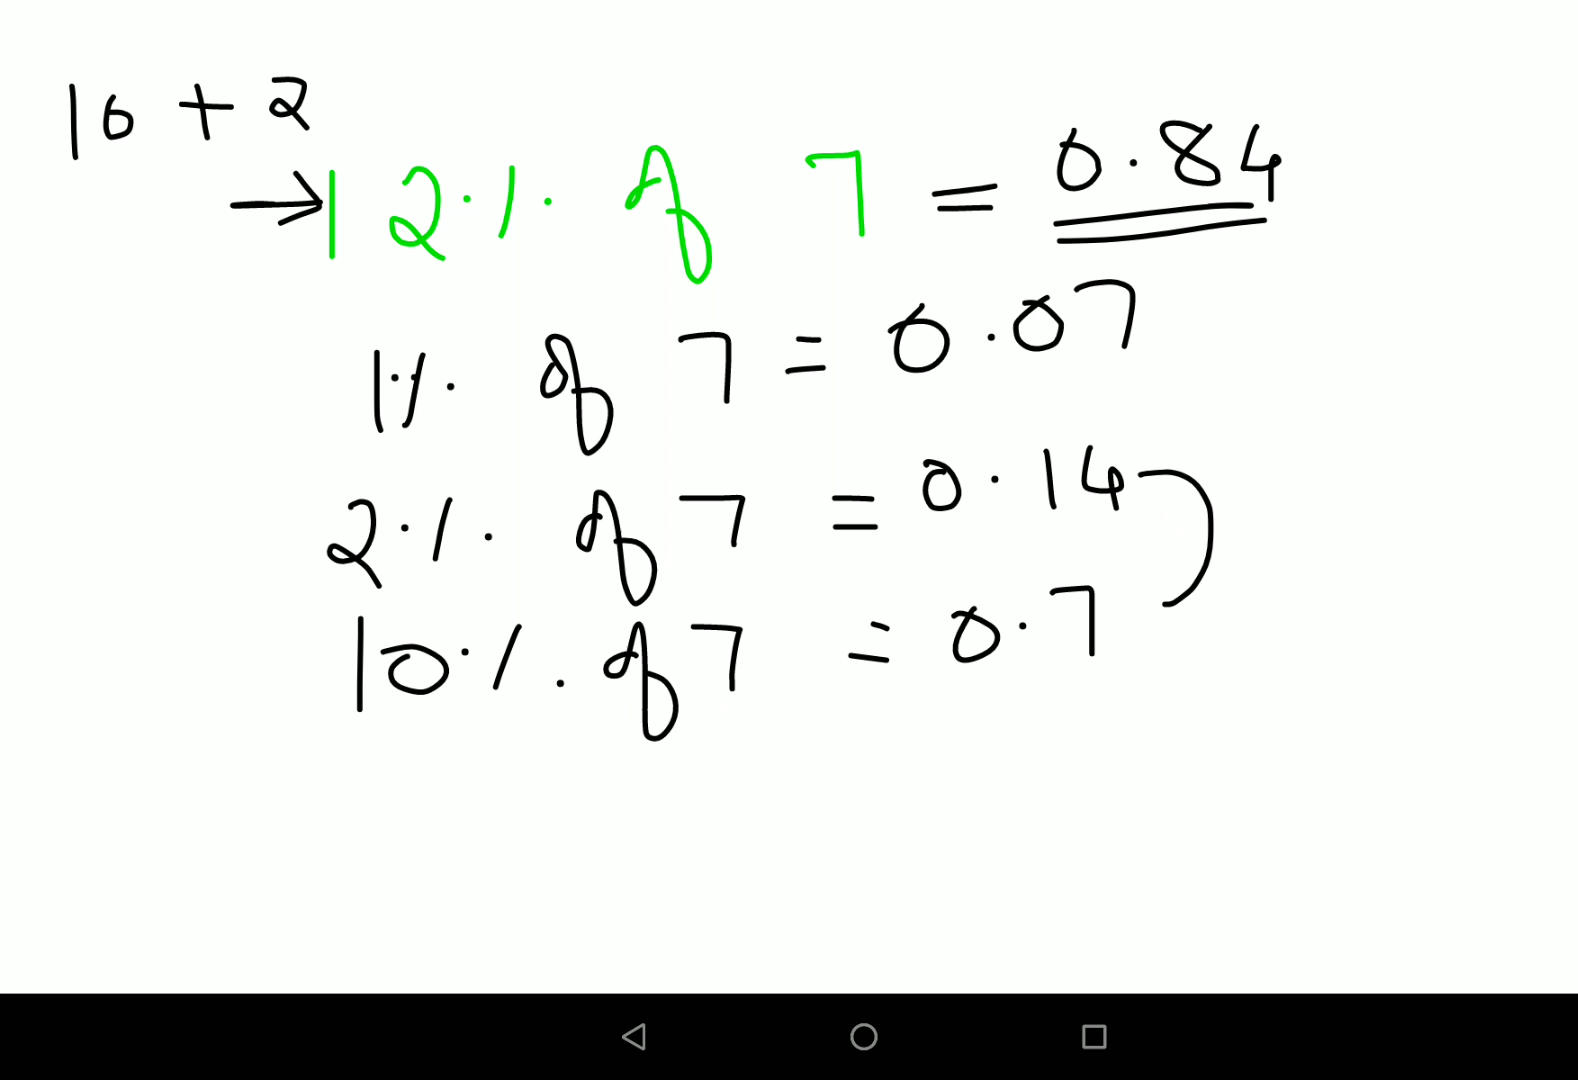 10 + 2
→ 12% of 7 = 0.84
1% of 7 = 0.07
2% of 7 = 0.14
10% of 7 = 0.7